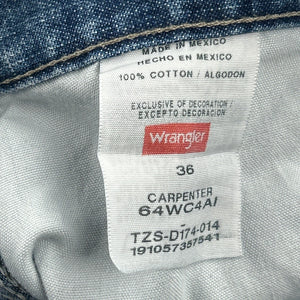 MADE IN MEXICO
HECHO EN MEXICO
100% COTTON / ALGODON
EXCLUSIVE OF DECORATION /
EXCEPTO DECORACION
Wrangler
36
CARPENTER
64WC4AI
-
TZS-D174-014
191057357541